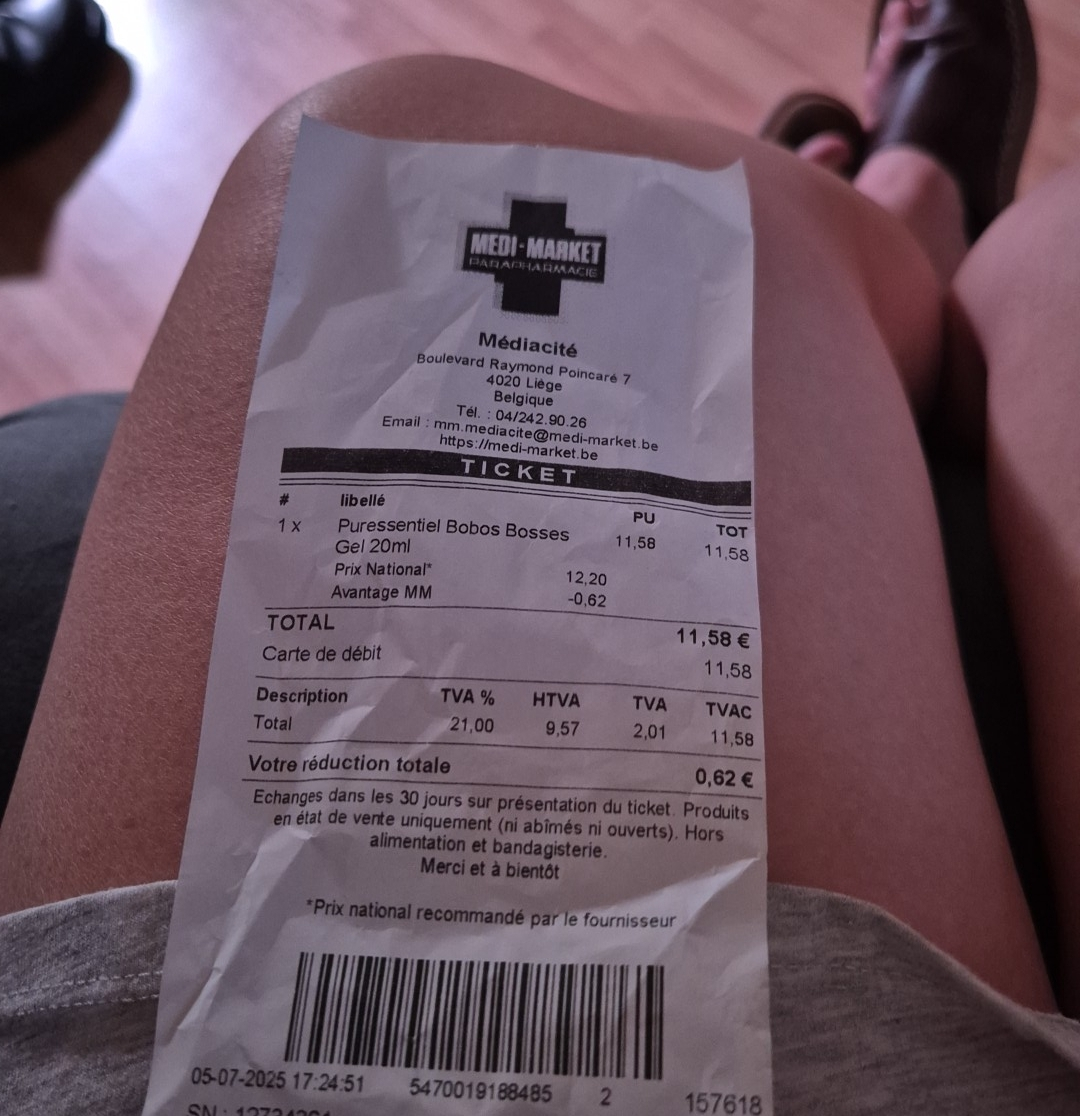 MEDI-MARKET
PARAPHARMACIE
Médiacité
Boulevard Raymond Poincaré 7
4020 Liège
Belgique
Tél. : 04/242.90.26
Email : mm.mediacite@medi-market.be
https://medi-market.be
TICKET
# libellé PU TOT
1 x Puressentiel Bobos Bosses 11,58 11,58
Gel 20ml
Prix National* 12,20
Avantage MM -0,62
TOTAL 11,58 €
Carte de débit 11,58
Description TVA % HTVA TVA TVAC
Total 21,00 9,57 2,01 11,58
Votre réduction totale 0,62 €
Echanges dans les 30 jours sur présentation du ticket. Produits
en état de vente uniquement (ni abîmés ni ouverts). Hors
alimentation et bandagisterie.
Merci et à bientôt
*Prix national recommandé par le fournisseur
05-07-2025 17:24:51 5470019188485 2 157618
SN :